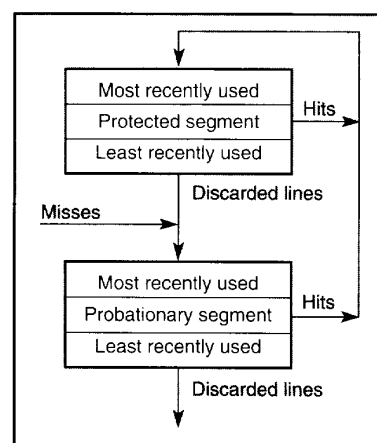 Most recently used
Hits
Protected segment
Least recently used
Discarded lines
Misses
Most recently used
Hits
Probationary segment
Least recently used
Discarded lines